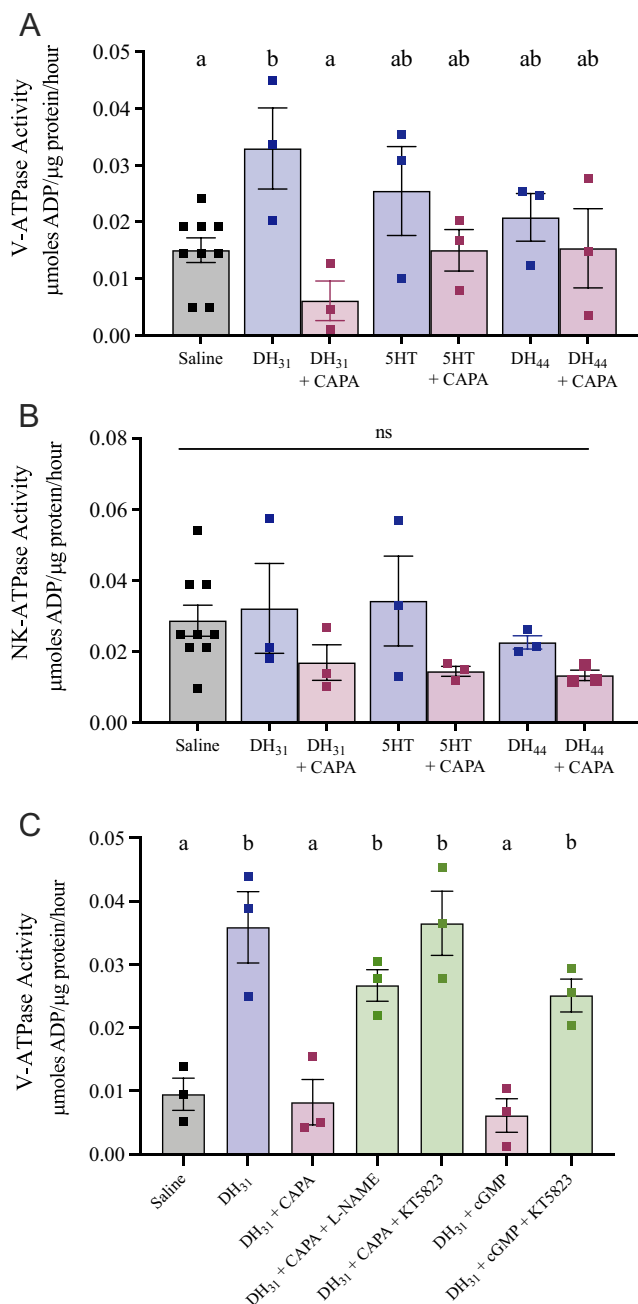 A
V-ATPase Activity
μmoles ADP/μg protein/hour
a b a ab ab ab ab
0.05
0.04
0.03
0.02
0.01
0.00
Saline DH₃₁ DH₃₁ 5HT 5HT DH₄₄ DH₄₄
+ CAPA + CAPA + CAPA
B
NK-ATPase Activity
μmoles ADP/μg protein/hour
ns
0.08
0.06
0.04
0.02
0.00
Saline DH₃₁ DH₃₁ 5HT 5HT DH₄₄ DH₄₄
+ CAPA + CAPA + CAPA
C
V-ATPase Activity
μmoles ADP/μg protein/hour
a b a b b a b
0.05
0.04
0.03
0.02
0.01
0.00
Saline
DH₃₁
DH₃₁ + CAPA
DH₃₁ + CAPA + L-NAME
DH₃₁ + CAPA + KT5823
DH₃₁ + cGMP
DH₃₁ + cGMP + KT5823